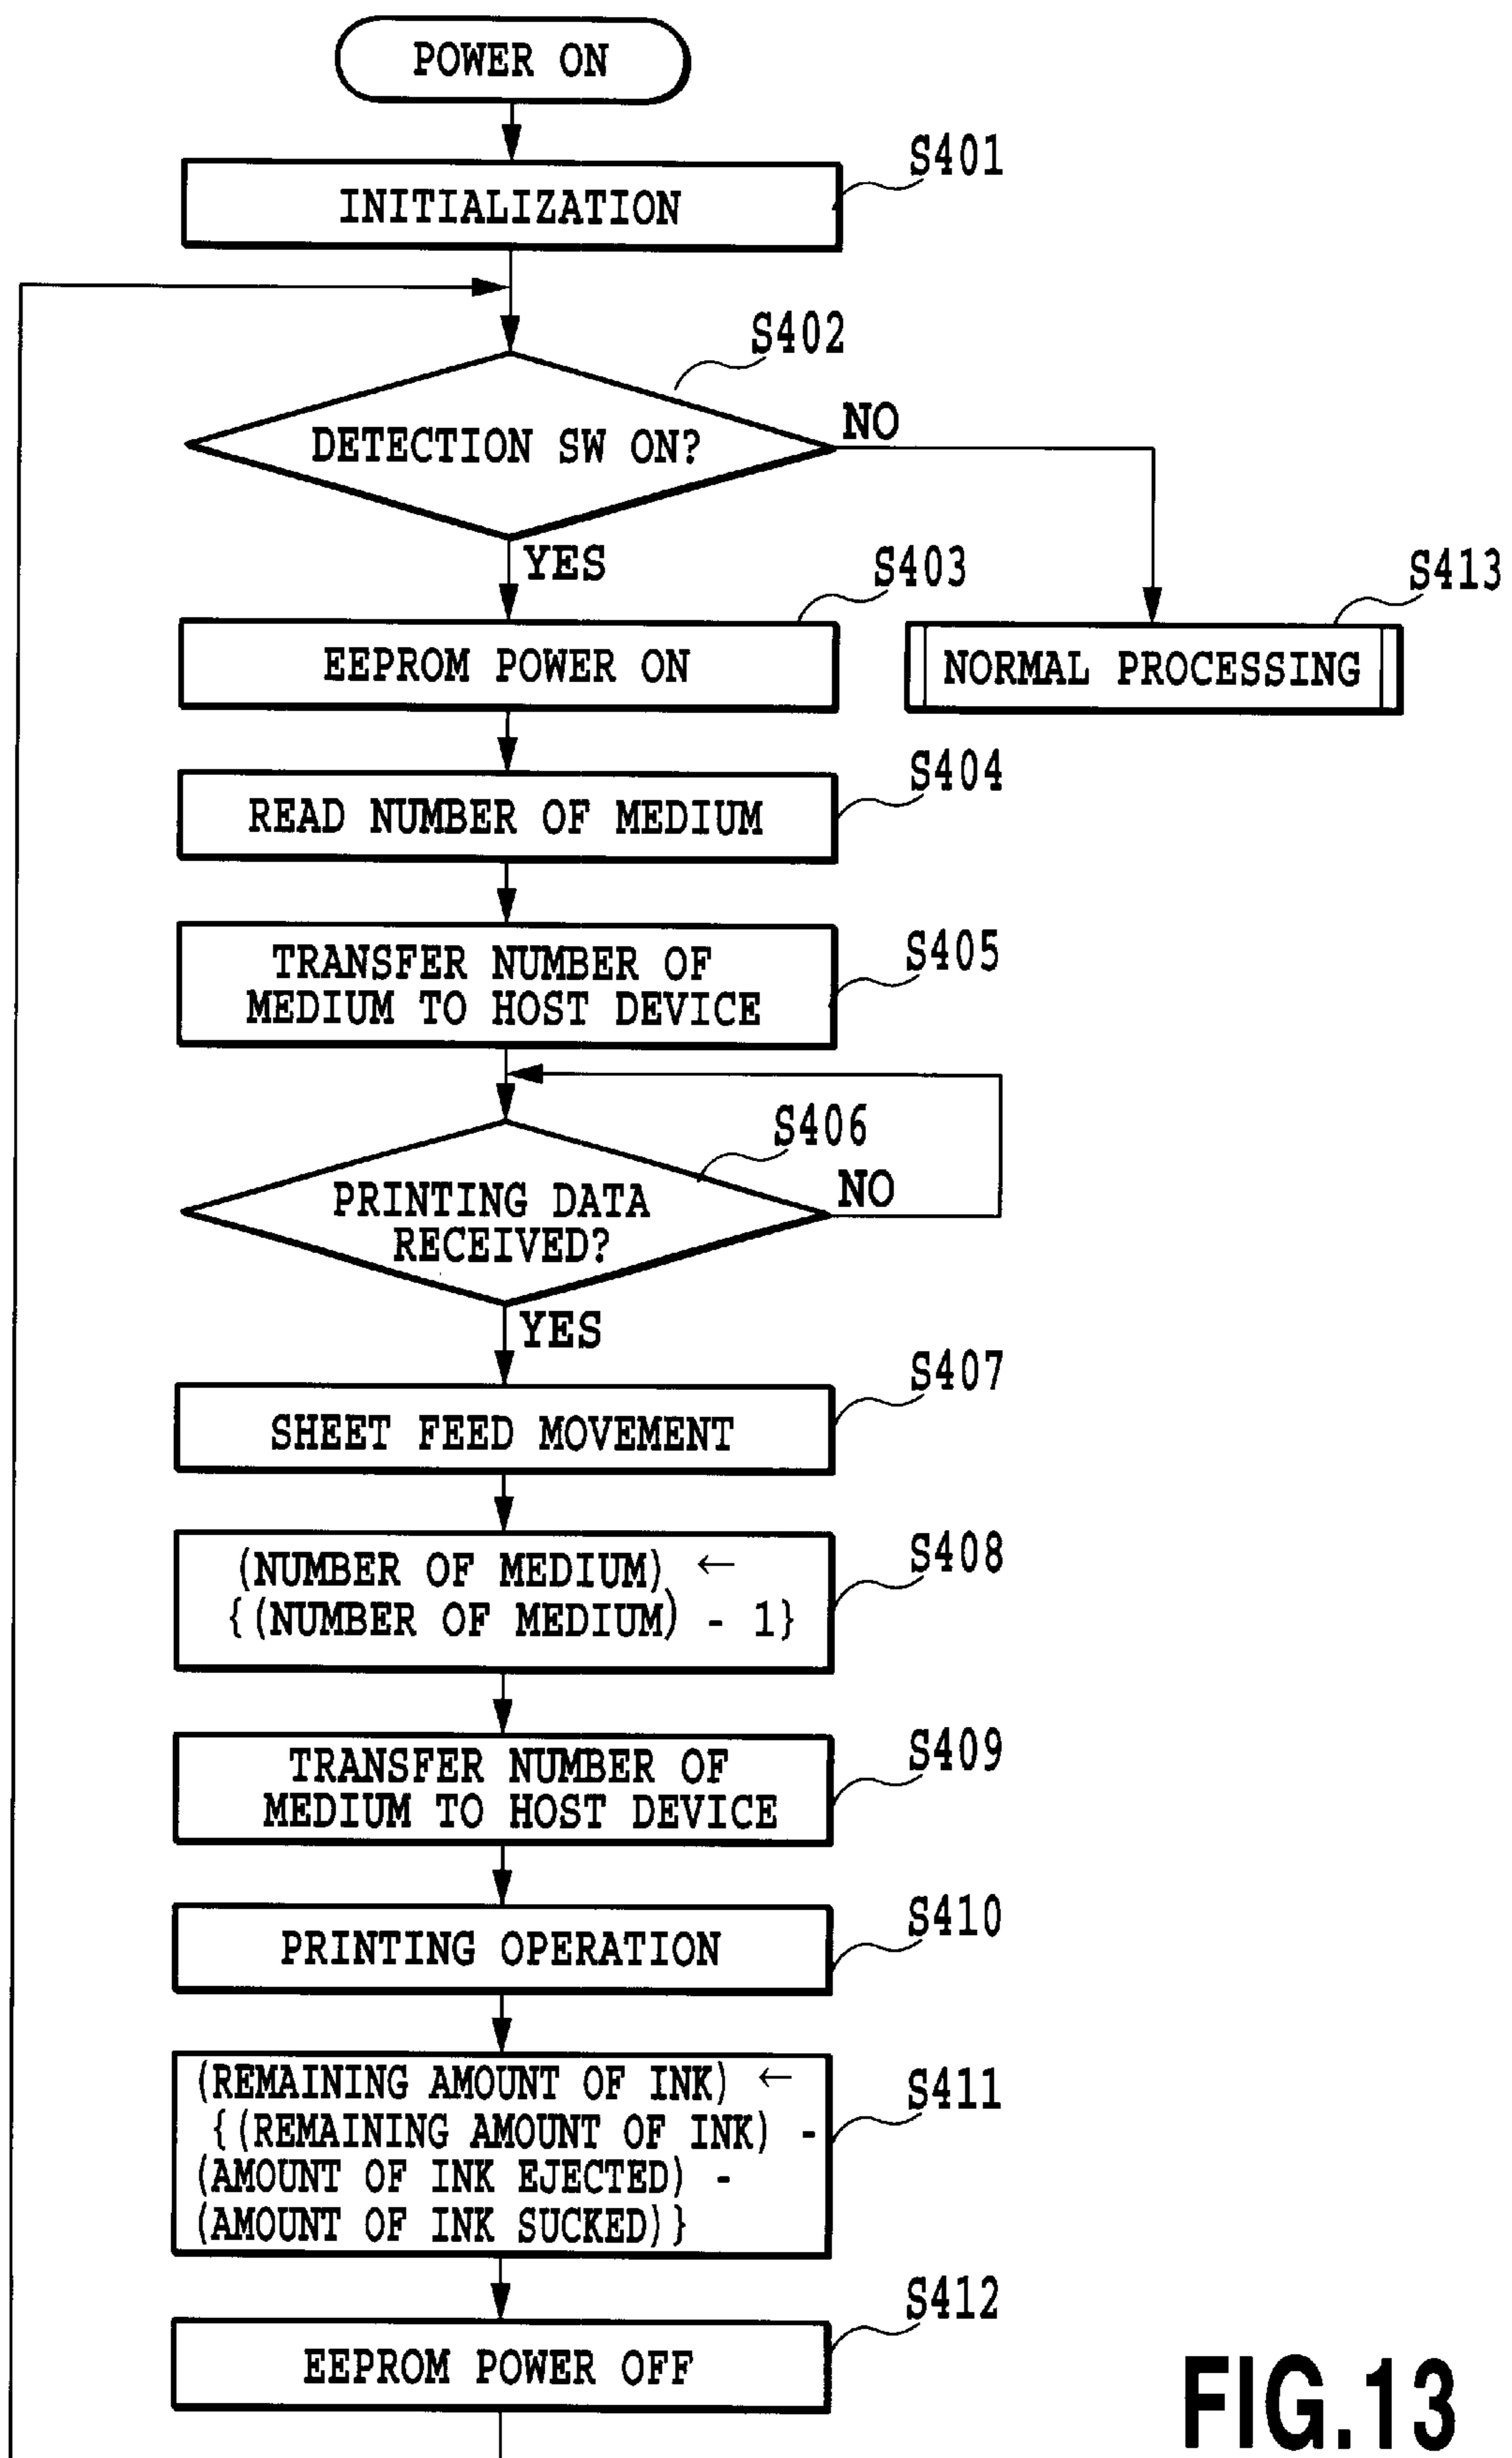 POWER ON
S401
INITIALIZATION
S402
DETECTION SW ON?
NO
YES
S403
S413
EEPROM POWER ON
NORMAL PROCESSING
S404
READ NUMBER OF MEDIUM
S405
TRANSFER NUMBER OF
MEDIUM TO HOST DEVICE
S406
PRINTING DATA
RECEIVED?
NO
YES
S407
SHEET FEED MOVEMENT
S408
(NUMBER OF MEDIUM) ←
{(NUMBER OF MEDIUM) - 1}
S409
TRANSFER NUMBER OF
MEDIUM TO HOST DEVICE
S410
PRINTING OPERATION
S411
(REMAINING AMOUNT OF INK) ←
{(REMAINING AMOUNT OF INK) -
(AMOUNT OF INK EJECTED) -
(AMOUNT OF INK SUCKED)}
S412
EEPROM POWER OFF
FIG.13